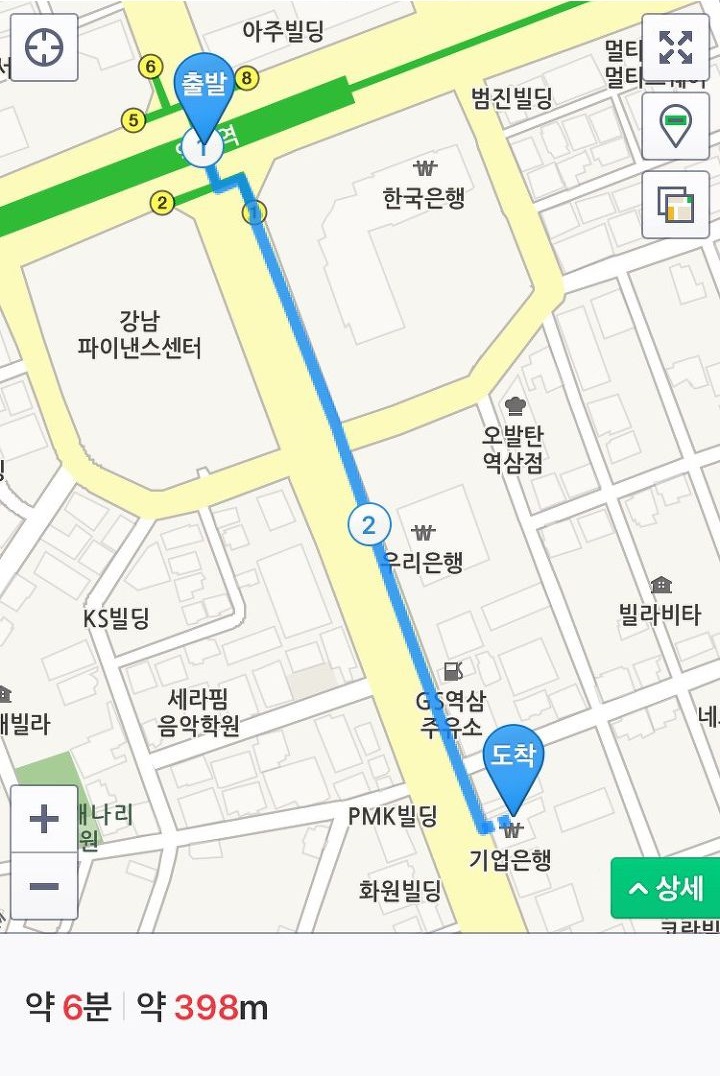 아주빌딩
멀티
6
8
출발
멀티
범진빌딩
5
1
역
한국은행
2
1
강남
파이낸스센터
오발탄
역삼점
2
우리은행
KS빌딩
빌라비타
세라핌
음악학원
GS역삼
주유소
도착
PMK빌딩
기업은행
화원빌딩
상세
약 6분
약 398m